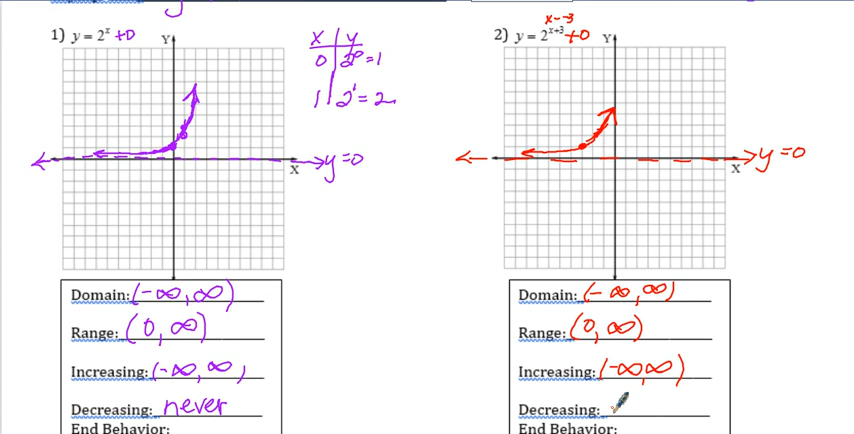 1) y = 2^x +0
Y
X | y
0 | 2^0 = 1
1 | 2^1 = 2
y = 0
X
Domain: (-∞, ∞)
Range: (0, ∞)
Increasing: (-∞, ∞)
Decreasing: never
End Behavior:
x = -3
2) y = 2^{x+3} +0
Y
y = 0
X
Domain: (-∞, ∞)
Range: (0, ∞)
Increasing: (-∞, ∞)
Decreasing:
End Behavior: